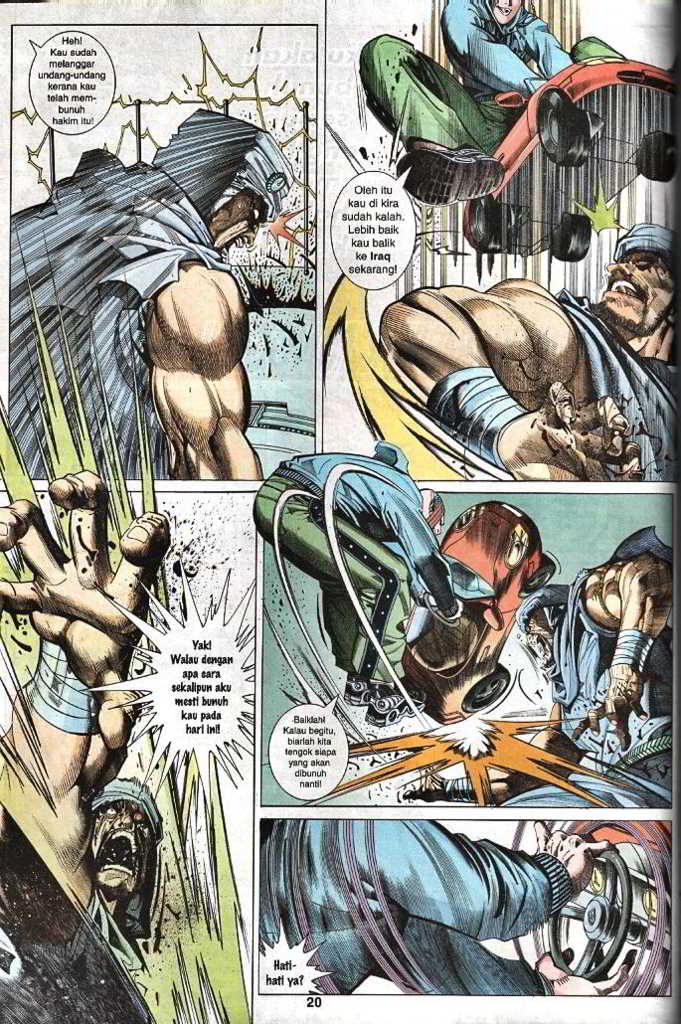 Heh!
Kau sudah
melanggar
undang-undang
kerana kau
telah mem-
bunuh
hakim itu!
Oleh itu
kau di kira
sudah kalah.
Lebih baik
kau balik
ke Iraq
sekarang!
Yak!
Walau dengan
apa cara
sekalipun aku
mesti bunuh
kau pada
hari ini!
Baiklah!
Kalau begitu,
biarlah kita
tengok siapa
yang akan
dibunuh
nanti!
Hati-
hati ya?
20